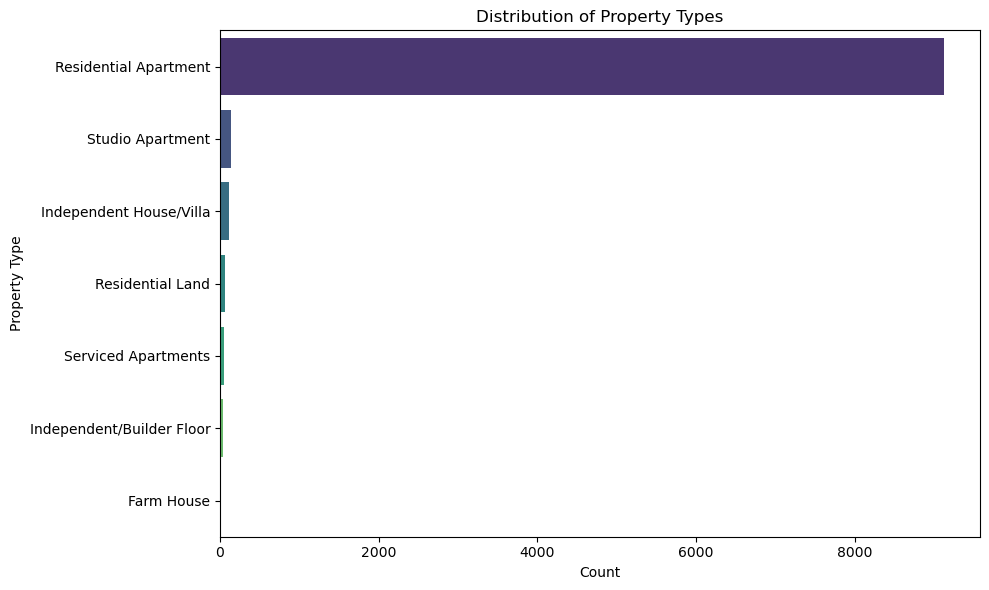 Distribution of Property Types
Property Type
Residential Apartment
Studio Apartment
Independent House/Villa
Residential Land
Serviced Apartments
Independent/Builder Floor
Farm House
0 2000 4000 6000 8000
Count